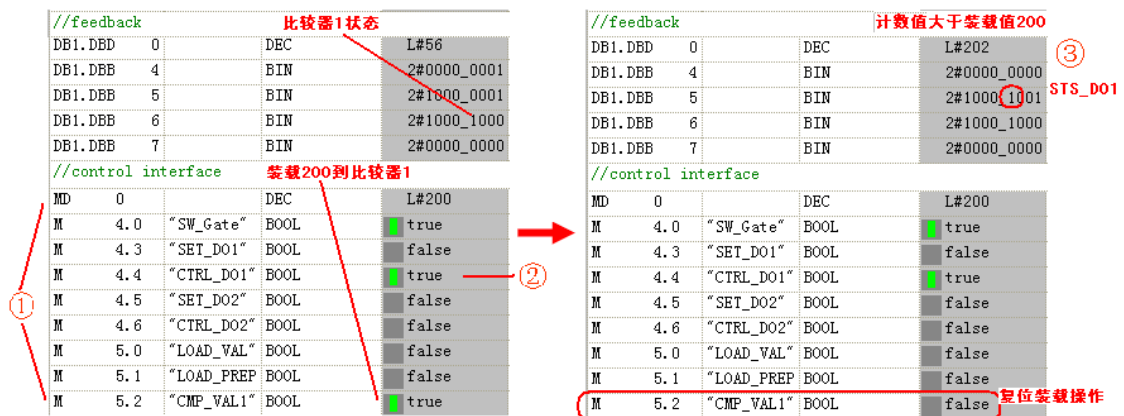 //feedback 比较器1状态
DB1.DBD 0 DEC L#56
DB1.DBB 4 BIN 2#0000_0001
DB1.DBB 5 BIN 2#1000_0001
DB1.DBB 6 BIN 2#1000_1000
DB1.DBB 7 BIN 2#0000_0000
//control interface 装载200到比较器1
MD 0 DEC L#200
M 4.0 "SW_Gate" BOOL true
M 4.3 "SET_DO1" BOOL false
M 4.4 "CTRL_DO1" BOOL true
②
①
M 4.5 "SET_DO2" BOOL false
M 4.6 "CTRL_DO2" BOOL false
M 5.0 "LOAD_VAL" BOOL false
M 5.1 "LOAD_PREP BOOL false
M 5.2 "CMP_VAL1" BOOL true
//feedback 计数值大于装载值200
DB1.DBD 0 DEC L#202
③
DB1.DBB 4 BIN 2#0000_0000
DB1.DBB 5 BIN 2#1000_1001 STS_DO1
DB1.DBB 6 BIN 2#1000_1000
DB1.DBB 7 BIN 2#0000_0000
//control interface
MD 0 DEC L#200
M 4.0 "SW_Gate" BOOL true
M 4.3 "SET_DO1" BOOL false
M 4.4 "CTRL_DO1" BOOL true
M 4.5 "SET_DO2" BOOL false
M 4.6 "CTRL_DO2" BOOL false
M 5.0 "LOAD_VAL" BOOL false
M 5.1 "LOAD_PREP BOOL false
M 5.2 "CMP_VAL1" BOOL false 复位装载操作